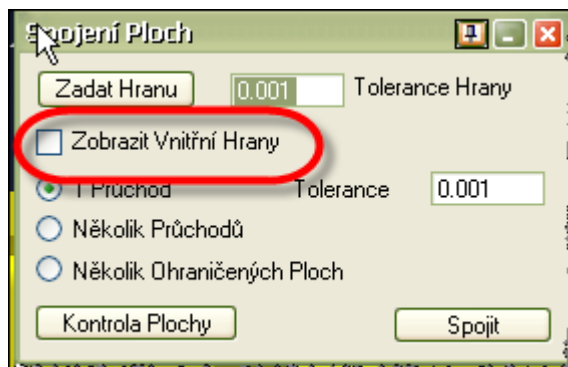 Spojení Ploch
Zadat Hranu 0.001 Tolerance Hrany
Zobrazit Vnitřní Hrany
1 Průchod Tolerance 0.001
Několik Průchodů
Několik Ohraničených Ploch
Kontrola Plochy Spojit